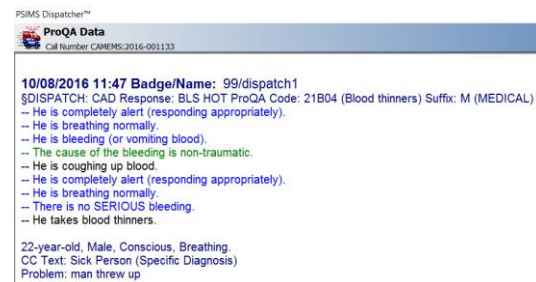 PSIMS Dispatcher™
ProQA Data
Call Number CAMEMS:2016-001133
10/08/2016 11:47 Badge/Name: 99/dispatch1
§DISPATCH: CAD Response: BLS HOT ProQA Code: 21B04 (Blood thinners) Suffix: M (MEDICAL)
-- He is completely alert (responding appropriately).
-- He is breathing normally.
-- He is bleeding (or vomiting blood).
-- The cause of the bleeding is non-traumatic.
-- He is coughing up blood.
-- He is completely alert (responding appropriately).
-- He is breathing normally.
-- There is no SERIOUS bleeding.
-- He takes blood thinners.
22-year-old, Male, Conscious, Breathing.
CC Text: Sick Person (Specific Diagnosis)
Problem: man threw up